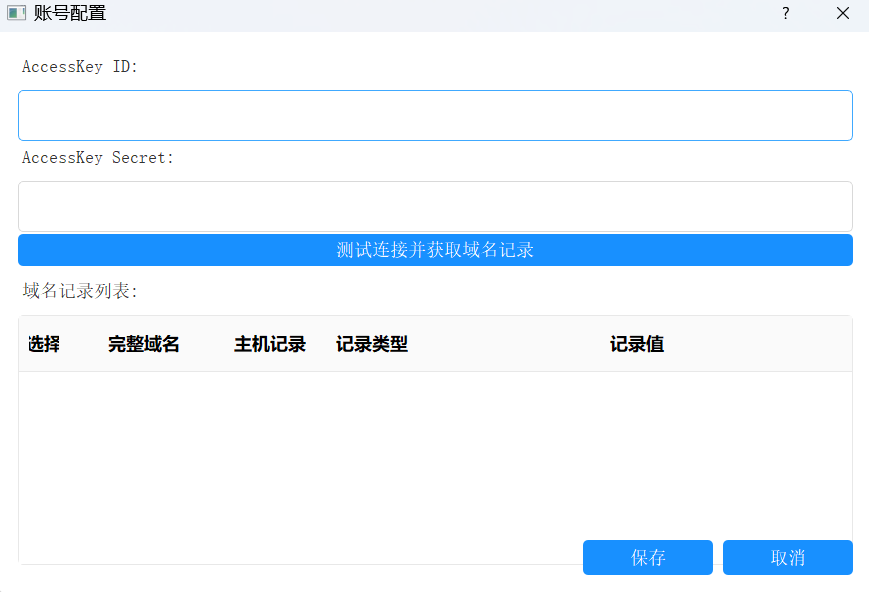 账号配置
AccessKey ID:
AccessKey Secret:
测试连接并获取域名记录
域名记录列表:
选择 完整域名 主机记录 记录类型 记录值
保存 取消